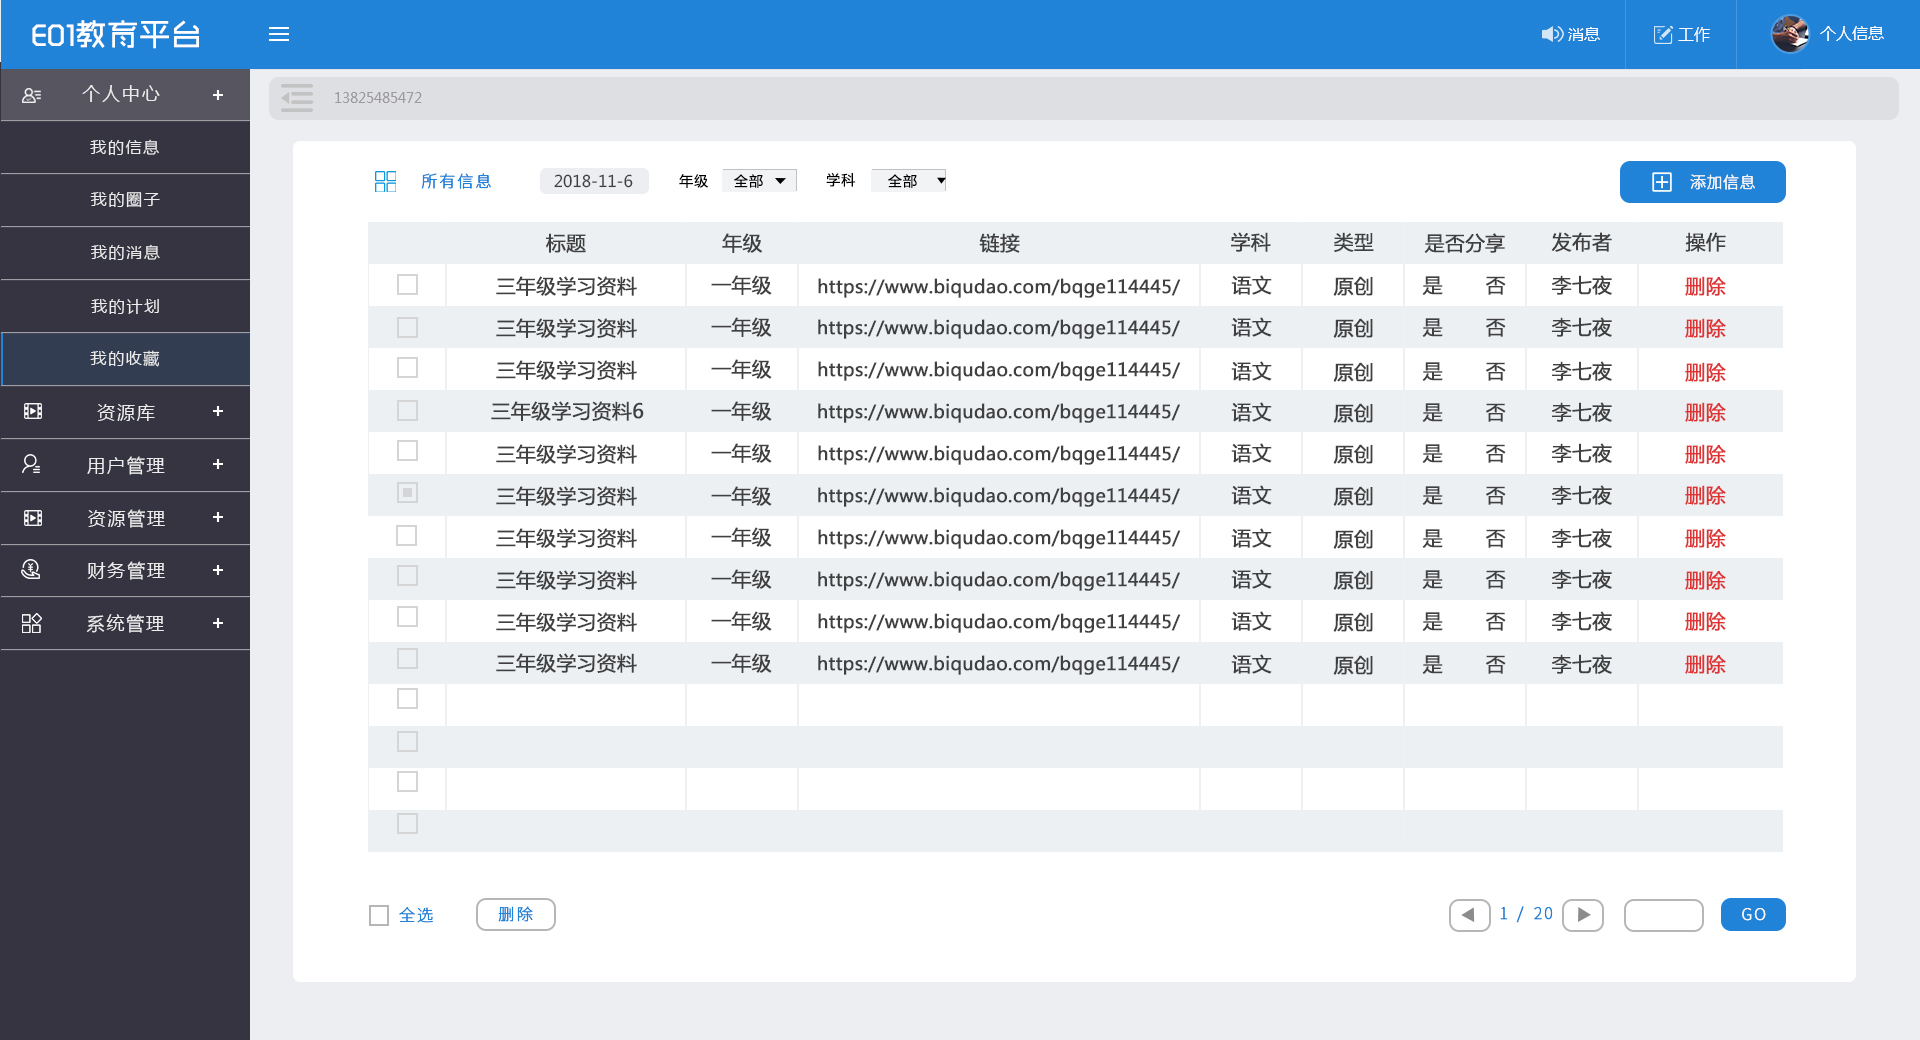 E01教育平台
消息
工作
个人信息
个人中心 +
我的信息
我的圈子
我的消息
我的计划
我的收藏
资源库 +
用户管理 +
资源管理 +
财务管理 +
系统管理 +
13825485472
所有信息 2018-11-6 年级 全部 学科 全部 添加信息
标题 年级 链接 学科 类型 是否分享 发布者 操作
三年级学习资料 一年级 https://www.biqudao.com/bqge114445/ 语文 原创 是 否 李七夜 删除
三年级学习资料 一年级 https://www.biqudao.com/bqge114445/ 语文 原创 是 否 李七夜 删除
三年级学习资料 一年级 https://www.biqudao.com/bqge114445/ 语文 原创 是 否 李七夜 删除
三年级学习资料6 一年级 https://www.biqudao.com/bqge114445/ 语文 原创 是 否 李七夜 删除
三年级学习资料 一年级 https://www.biqudao.com/bqge114445/ 语文 原创 是 否 李七夜 删除
三年级学习资料 一年级 https://www.biqudao.com/bqge114445/ 语文 原创 是 否 李七夜 删除
三年级学习资料 一年级 https://www.biqudao.com/bqge114445/ 语文 原创 是 否 李七夜 删除
三年级学习资料 一年级 https://www.biqudao.com/bqge114445/ 语文 原创 是 否 李七夜 删除
三年级学习资料 一年级 https://www.biqudao.com/bqge114445/ 语文 原创 是 否 李七夜 删除
三年级学习资料 一年级 https://www.biqudao.com/bqge114445/ 语文 原创 是 否 李七夜 删除
全选 删除 1 / 20 GO